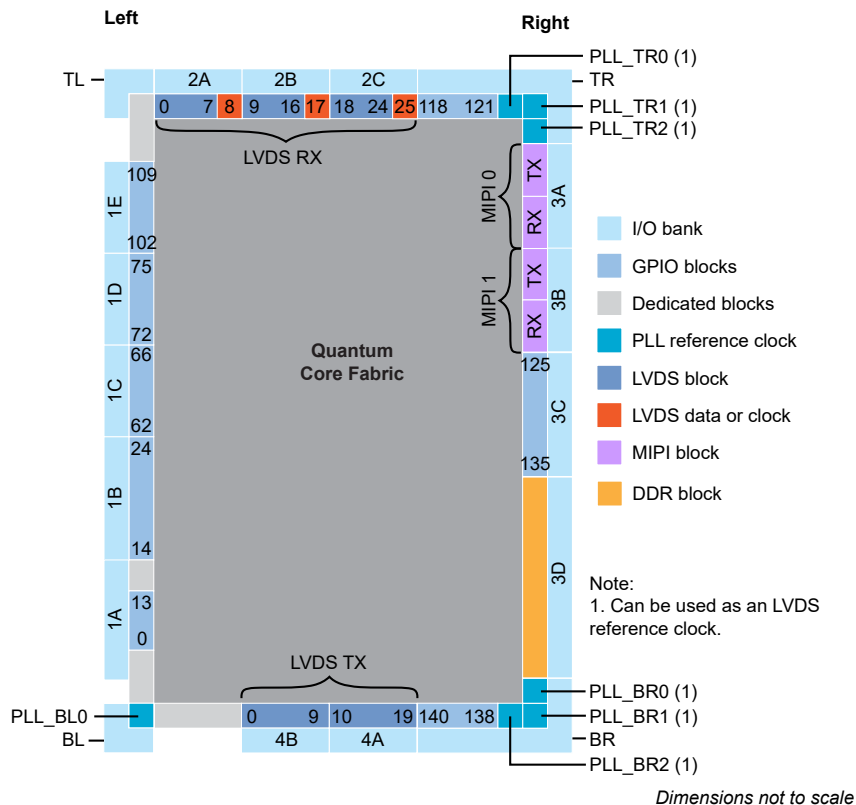 Left
Right
PLL_TR0 (1)
TL
2A
2B
2C
TR
0
7
8
9
16
17
18
24
25
118
121
PLL_TR1 (1)
PLL_TR2 (1)
LVDS RX
109
1E
102
MIPI 0
TX
RX
3A
75
1D
72
MIPI 1
TX
RX
3B
66
1C
62
Quantum
Core Fabric
125
3C
135
24
1B
14
3D
13
1A
0
I/O bank
GPIO blocks
Dedicated blocks
PLL reference clock
LVDS block
LVDS data or clock
MIPI block
DDR block
Note:
1. Can be used as an LVDS
reference clock.
LVDS TX
PLL_BR0 (1)
PLL_BL0
0
9
10
19
140
138
PLL_BR1 (1)
BL
4B
4A
BR
PLL_BR2 (1)
Dimensions not to scale